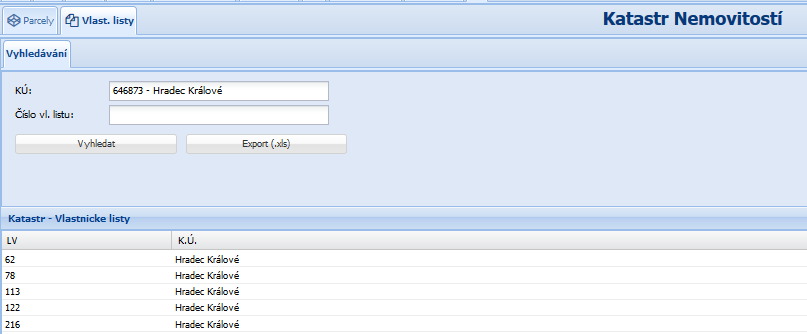 Parcely Vlast. listy Katastr Nemovitostí
Vyhledávání
KÚ: 646873 - Hradec Králové
Číslo vl. listu:
Vyhledat Export (.xls)
Katastr - Vlastnicke listy
LV K.Ú.
62 Hradec Králové
78 Hradec Králové
113 Hradec Králové
122 Hradec Králové
216 Hradec Králové